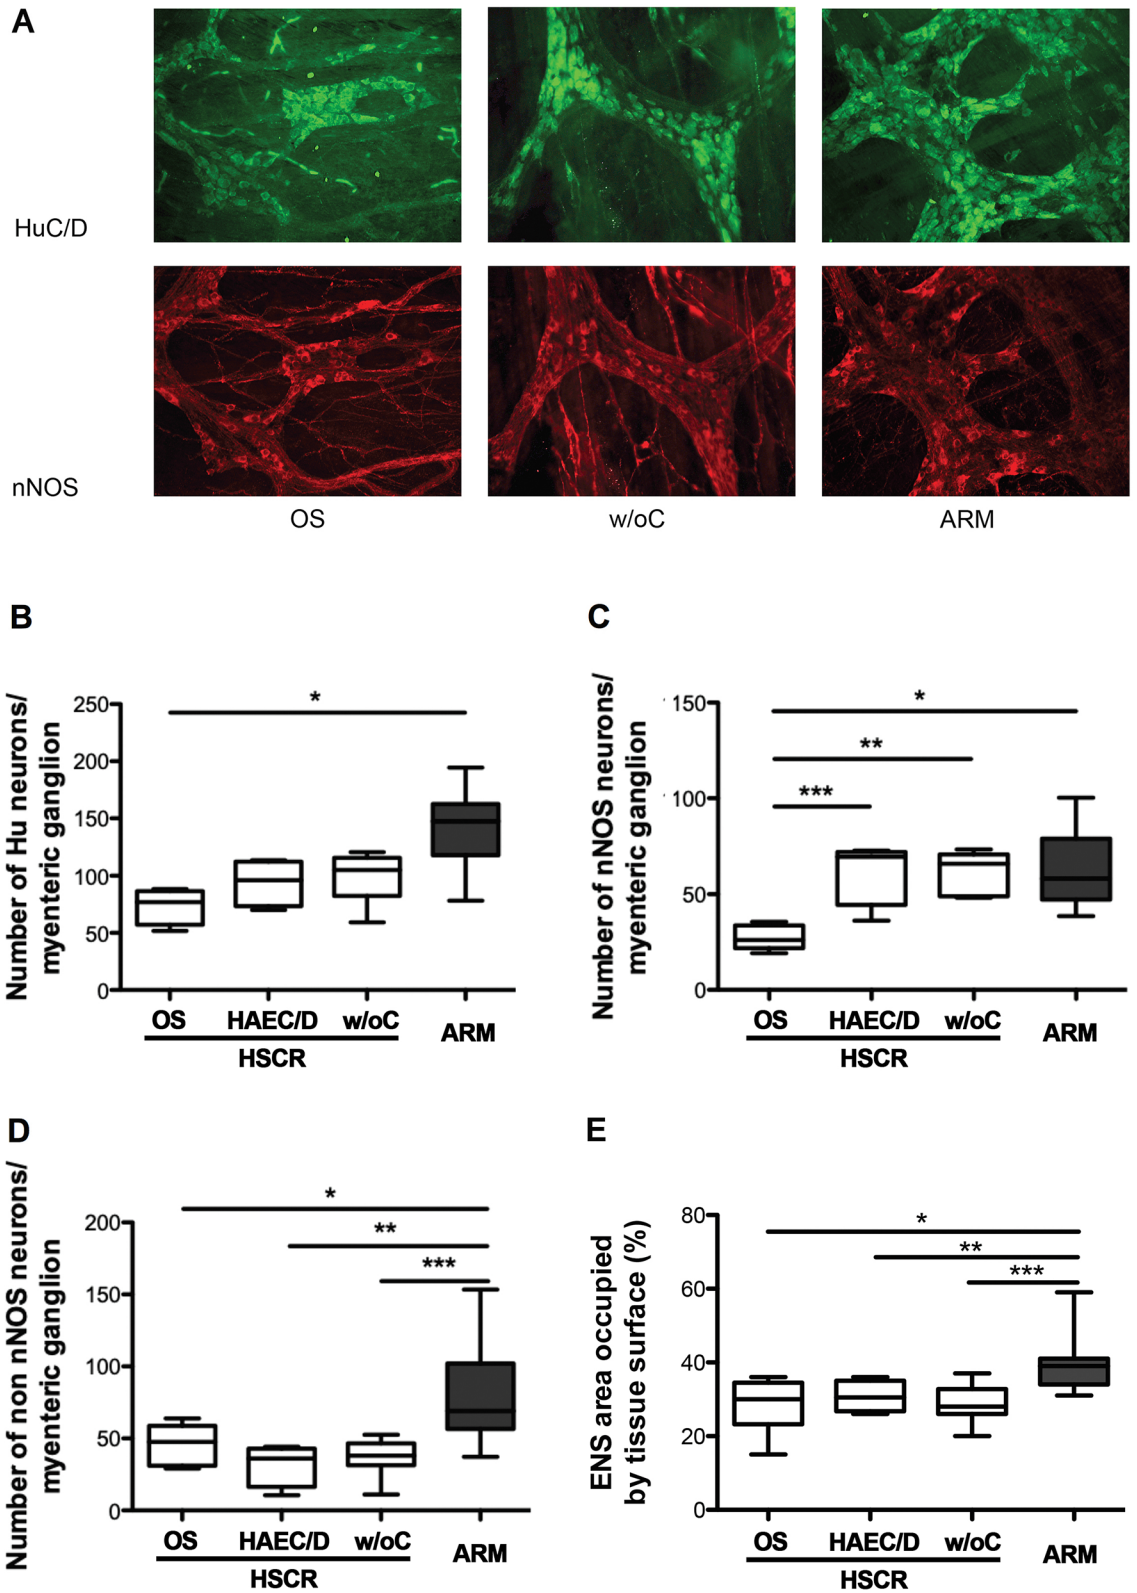 A
HuC/D
nNOS
OS w/oC ARM
B
Number of Hu neurons/
myenteric ganglion
250
200
150
100
50
0
*
OS HAEC/D w/oC ARM
HSCR
C
Number of nNOS neurons/
myenteric ganglion
150
100
50
0
*
**
***
OS HAEC/D w/oC ARM
HSCR
D
Number of non nNOS neurons/
myenteric ganglion
200
150
100
50
0
*
**
***
OS HAEC/D w/oC ARM
HSCR
E
ENS area occupied
by tissue surface (%)
80
60
40
20
0
*
**
***
OS HAEC/D w/oC ARM
HSCR